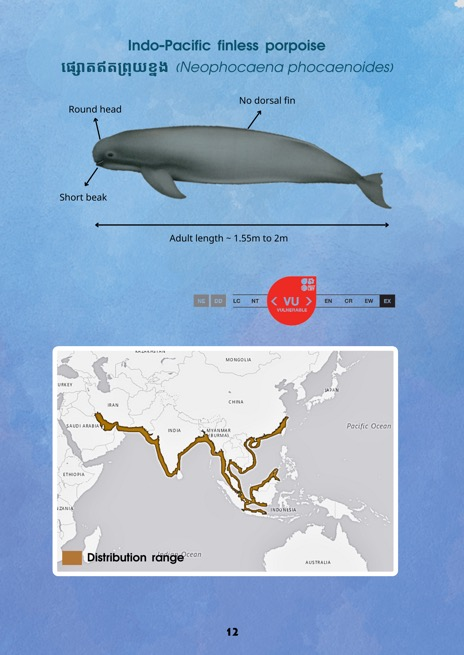 Indo-Pacific finless porpoise
ផ្សោតឥតព្រុយខ្នង (Neophocaena phocaenoides)
No dorsal fin
Round head
Short beak
Adult length ~ 1.55m to 2m
NE DD LC NT < VU > EN CR EW EX
VULNERABLE
MONGOLIA
JAPAN
IRAN
CHINA
Pacific Ocean
SAUDI ARABIA
INDIA
MYANMAR
(BURMA)
ETHIOPIA
INDONESIA
Distribution range
Ocean
AUSTRALIA
12